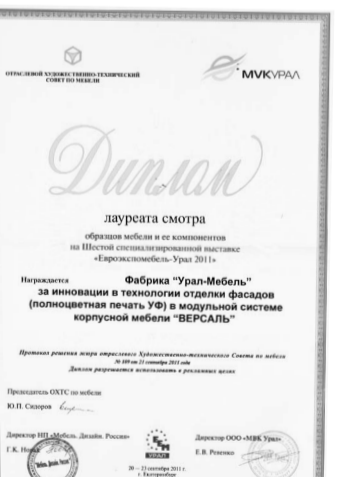 ОТРАСЛЕВОЙ ХУДОЖЕСТВЕННО-ТЕХНИЧЕСКИЙ
СОВЕТ ПО МЕБЕЛИ
МVКУРАЛ
Диплом
лауреата смотра
образцов мебели и ее компонентов
на Шестой специализированной выставке
«Евроэкспомебель-Урал 2011»
Награждается Фабрика "Урал-Мебель"
за инновации в технологии отделки фасадов
(полноцветная печать УФ) в модульной системе
корпусной мебели "ВЕРСАЛЬ"
Протокол решения жюри отраслевого Художественно-технического Совета по мебели
№ 409 от 23 сентября 2011 года
Диплом разрешается использовать в рекламных целях
Председатель ОХТС по мебели
Ю.П. Сидоров
Директор НП «Мебель. Дизайн. Россия»
Г.К.
УРАЛ
Директор ООО «МВК Урал»
Е.В. Ревенко
20 – 23 сентября 2011 г.
г. Екатеринбург